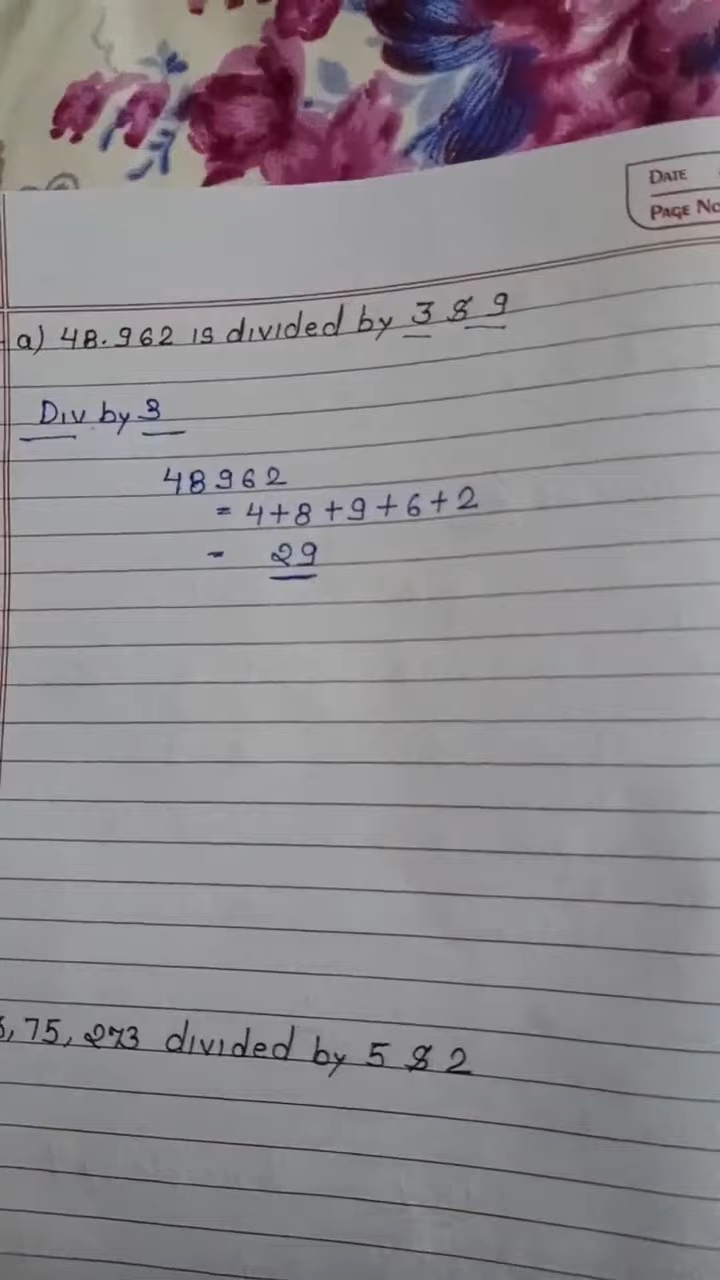 DATE
PAGE No
a) 48.962 is divided by 3 & 9
Div by 3
48962
= 4+8+9+6+2
- 29
,75,273 divided by 5 & 2